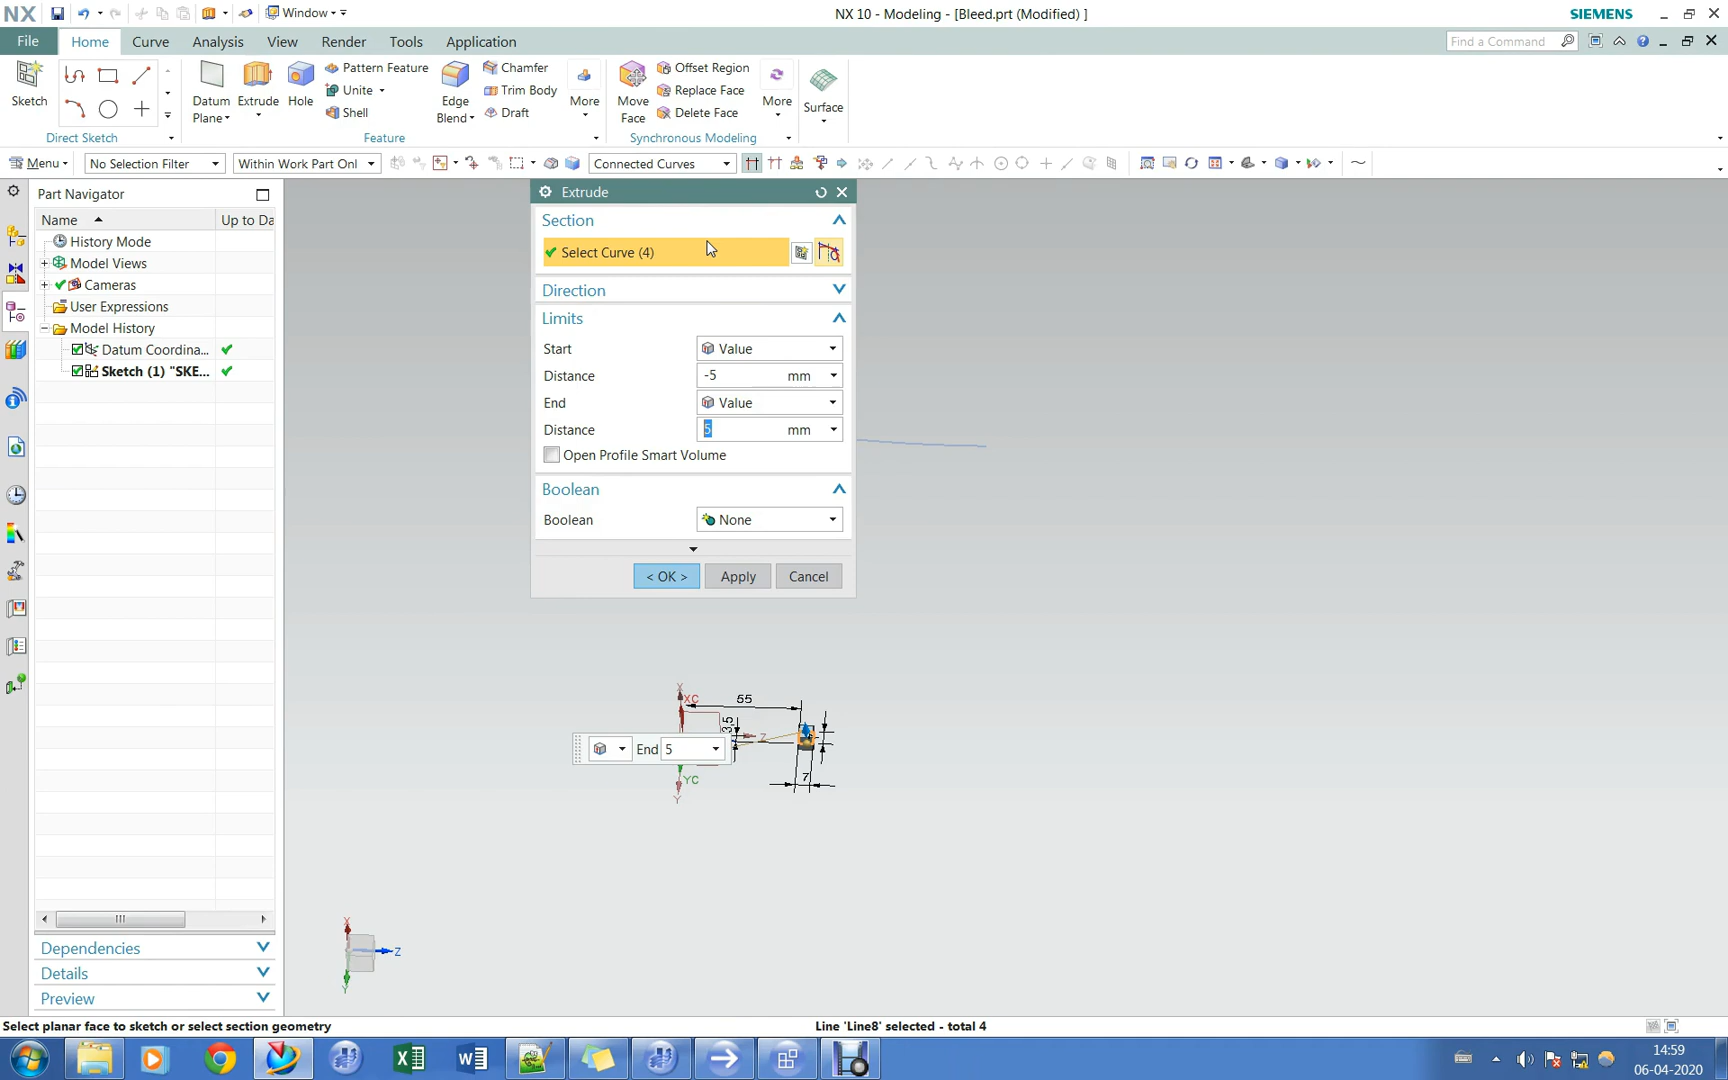 NX
Window
NX 10 - Modeling - [Bleed.prt (Modified) ]
SIEMENS
File
Home
Curve
Analysis
View
Render
Tools
Application
Find a Command
Sketch
Direct Sketch
Datum
Plane
Extrude
Hole
Pattern Feature
Unite
Shell
Edge
Blend
Chamfer
Trim Body
Draft
More
Feature
Move
Face
Offset Region
Replace Face
Delete Face
More
Synchronous Modeling
Surface
Menu
No Selection Filter
Within Work Part Onl
Connected Curves
Part Navigator
Name
Up to Da
History Mode
Model Views
Cameras
User Expressions
Model History
Datum Coordina...
Sketch (1) "SKE...
Dependencies
Details
Preview
Extrude
Section
Select Curve (4)
Direction
Limits
Start
Value
Distance
-5
mm
End
Value
Distance
5
mm
Open Profile Smart Volume
Boolean
Boolean
None
< OK >
Apply
Cancel
X
XC
55
3,5
Z
End 5
YC
Y
7
X
Z
Y
Select planar face to sketch or select section geometry
Line 'Line8' selected - total 4
14:59
06-04-2020